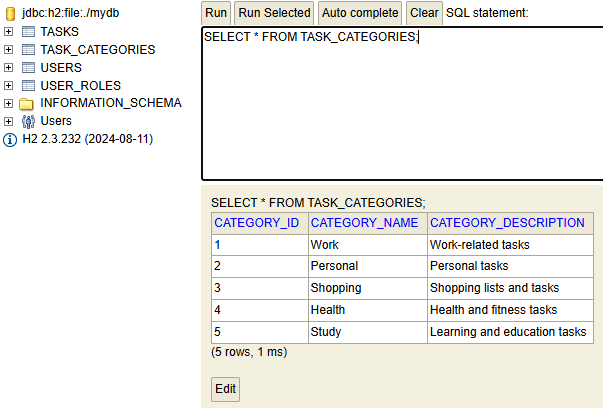 jdbc:h2:file:./mydb
TASKS
TASK_CATEGORIES
USERS
USER_ROLES
INFORMATION_SCHEMA
Users
H2 2.3.232 (2024-08-11)
Run Run Selected Auto complete Clear SQL statement:
SELECT * FROM TASK_CATEGORIES;
SELECT * FROM TASK_CATEGORIES;
CATEGORY_ID CATEGORY_NAME CATEGORY_DESCRIPTION
1 Work Work-related tasks
2 Personal Personal tasks
3 Shopping Shopping lists and tasks
4 Health Health and fitness tasks
5 Study Learning and education tasks
(5 rows, 1 ms)
Edit